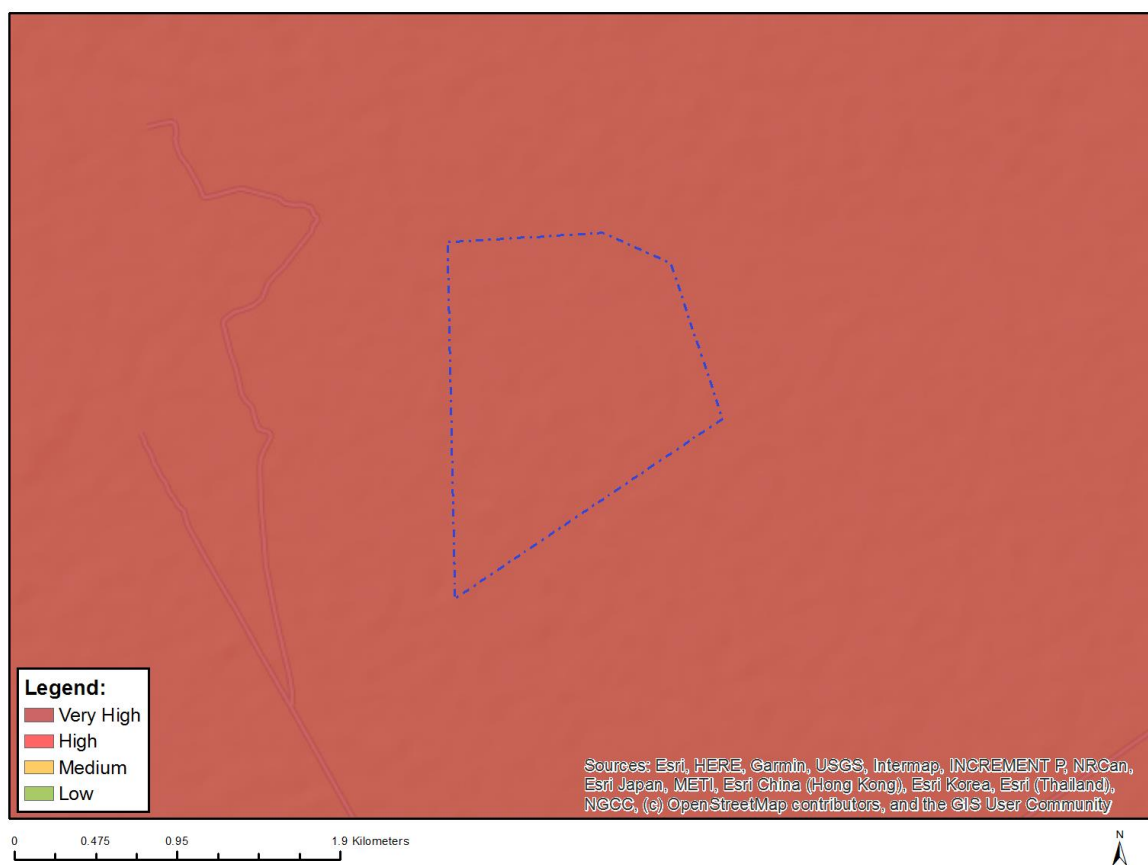 Legend:
Very High
High
Medium
Low
Sources: Esri, HERE, Garmin, USGS, Intermap, INCREMENT P, NRCan,
Esri Japan, METI, Esri China (Hong Kong), Esri Korea, Esri (Thailand),
NGCC, (c) OpenStreetMap contributors, and the GIS User Community
0 0.475 0.95 1.9 Kilometers
N